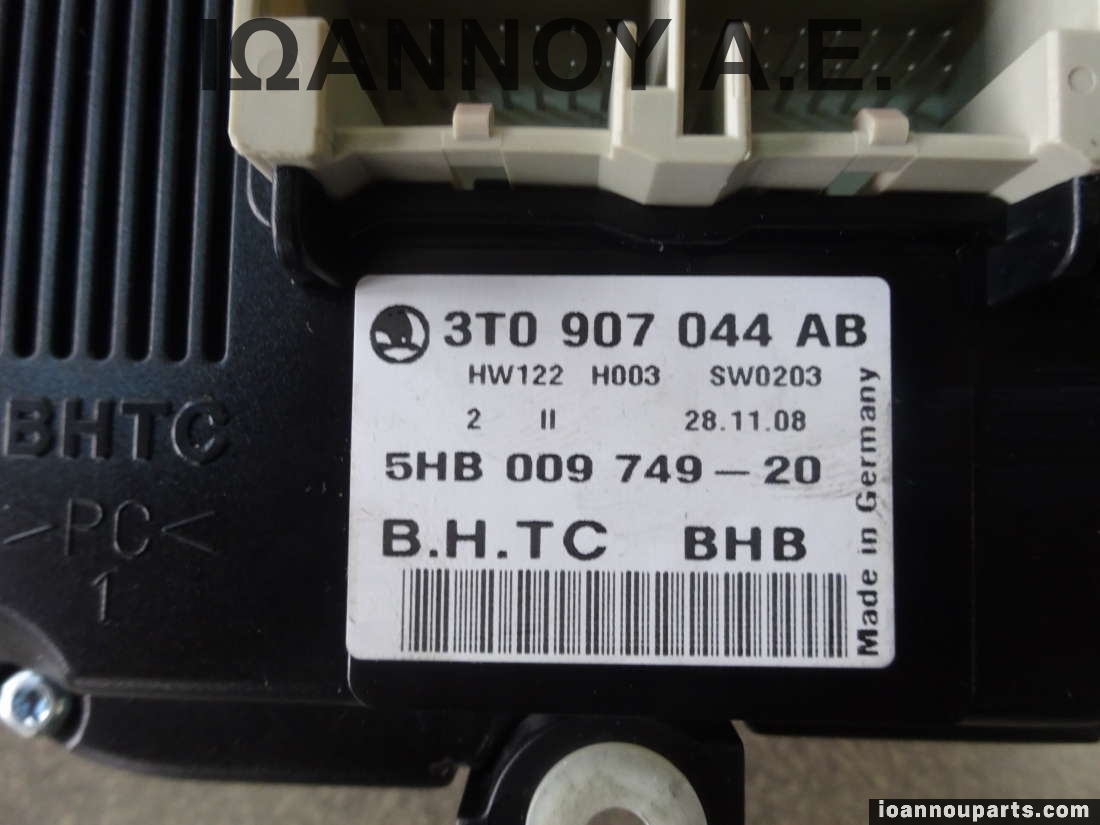 ΙΩΑΝΝΟΥ Α.Ε.
3T0 907 044 AB
HW122 H003 SW0203
2 II 28.11.08
5HB 009 749-20
B.H.TC BHB
Made in Germany
BHTC
>PC<
1
ioannouparts.com